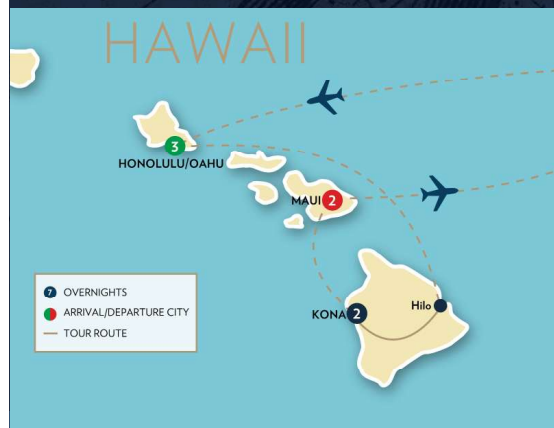 HAWAII
3
HONOLULU/OAHU
MAUI 2
KONA 2
Hilo
7 OVERNIGHTS
ARRIVAL/DEPARTURE CITY
TOUR ROUTE